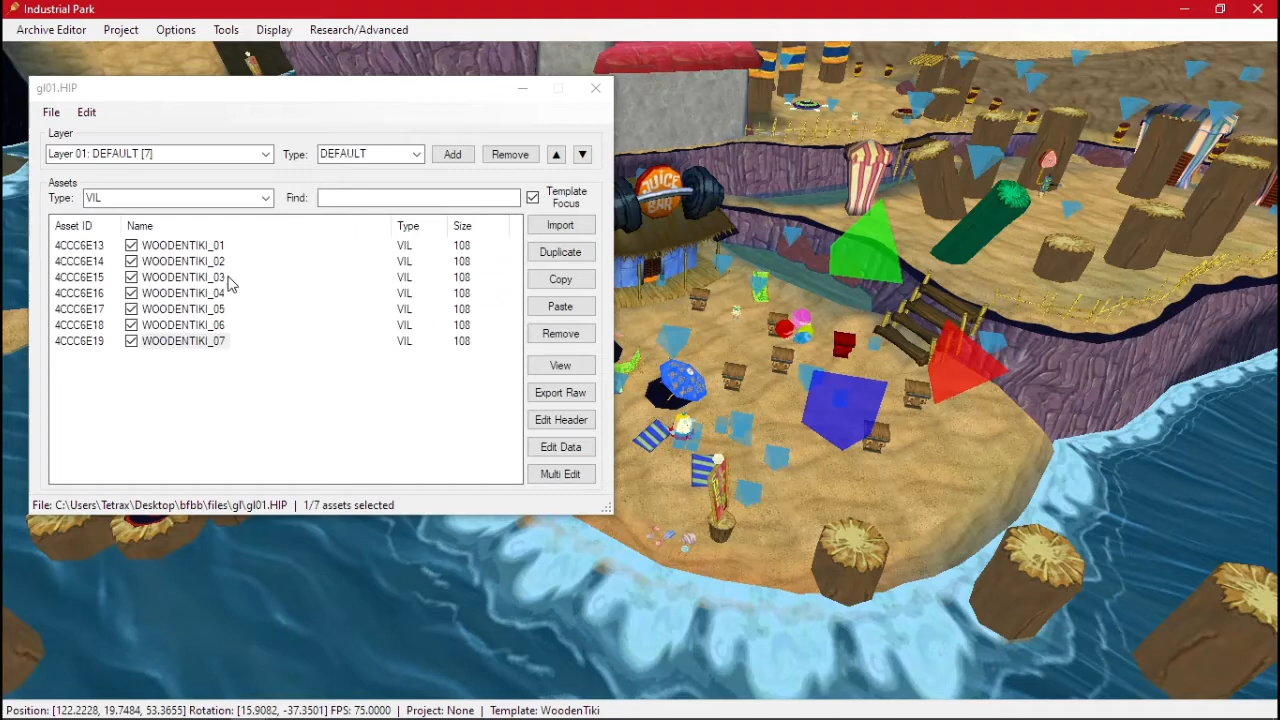 Industrial Park
Archive Editor Project Options Tools Display Research/Advanced
gl01.HIP
File Edit
Layer
Layer 01: DEFAULT [7] Type: DEFAULT Add Remove
Assets
Type: VIL Find: Template Focus
Asset ID Name Type Size
4CCC6E13 WOODENTIKI_01 VIL 108
4CCC6E14 WOODENTIKI_02 VIL 108
4CCC6E15 WOODENTIKI_03 VIL 108
4CCC6E16 WOODENTIKI_04 VIL 108
4CCC6E17 WOODENTIKI_05 VIL 108
4CCC6E18 WOODENTIKI_06 VIL 108
4CCC6E19 WOODENTIKI_07 VIL 108
Import
Duplicate
Copy
Paste
Remove
View
Export Raw
Edit Header
Edit Data
Multi Edit
File: C:\Users\Tetrax\Desktop\bfbb\files\gl\gl01.HIP | 1/7 assets selected
JUICE
BAR
Position: [122.2228, 19.7484, 53.3655] Rotation: [15.9082, -37.3501] FPS: 75.0000 | Project: None | Template: WoodenTiki